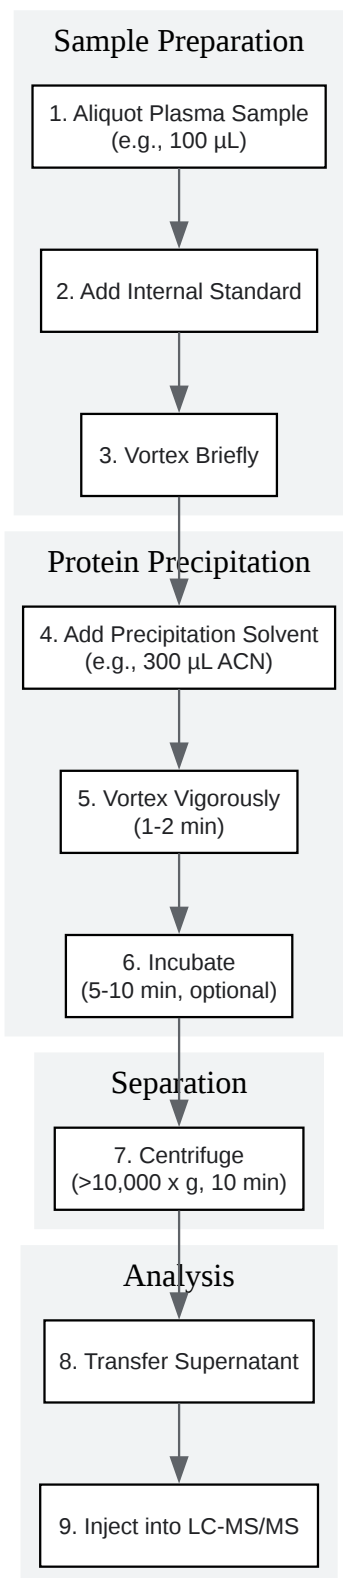 Sample Preparation
1. Aliquot Plasma Sample
(e.g., 100 µL)
2. Add Internal Standard
3. Vortex Briefly
Protein Precipitation
4. Add Precipitation Solvent
(e.g., 300 µL ACN)
5. Vortex Vigorously
(1-2 min)
6. Incubate
(5-10 min, optional)
Separation
7. Centrifuge
(>10,000 x g, 10 min)
Analysis
8. Transfer Supernatant
9. Inject into LC-MS/MS